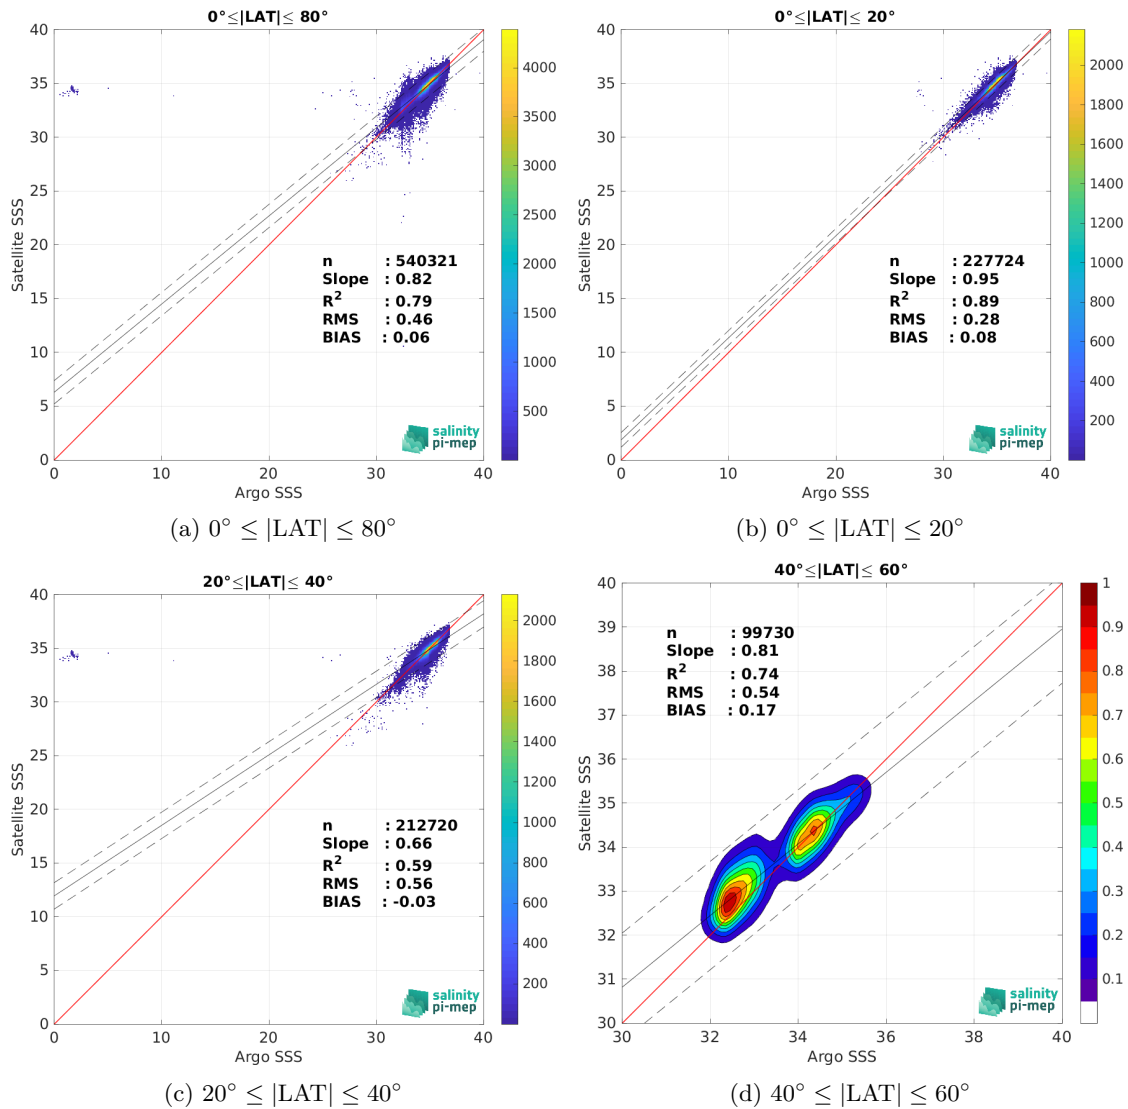 0°≤|LAT|≤ 80°
40
35
30
25
20
15
10
5
0
Satellite SSS
n : 540321
Slope : 0.82
R² : 0.79
RMS : 0.46
BIAS : 0.06
salinity
pi-mep
0 10 20 30 40
Argo SSS
4000
3500
3000
2500
2000
1500
1000
500
(a) 0° ≤ |LAT| ≤ 80°
0°≤|LAT|≤ 20°
40
35
30
25
20
15
10
5
0
Satellite SSS
n : 227724
Slope : 0.95
R² : 0.89
RMS : 0.28
BIAS : 0.08
salinity
pi-mep
0 10 20 30 40
Argo SSS
2000
1800
1600
1400
1200
1000
800
600
400
200
(b) 0° ≤ |LAT| ≤ 20°
20°≤|LAT|≤ 40°
40
35
30
25
20
15
10
5
0
Satellite SSS
n : 212720
Slope : 0.66
R² : 0.59
RMS : 0.56
BIAS : -0.03
salinity
pi-mep
0 10 20 30 40
Argo SSS
2000
1800
1600
1400
1200
1000
800
600
400
200
(c) 20° ≤ |LAT| ≤ 40°
40°≤|LAT|≤ 60°
40
39
38
37
36
35
34
33
32
31
30
Satellite SSS
n : 99730
Slope : 0.81
R² : 0.74
RMS : 0.54
BIAS : 0.17
salinity
pi-mep
30 32 34 36 38 40
Argo SSS
1
0.9
0.8
0.7
0.6
0.5
0.4
0.3
0.2
0.1
(d) 40° ≤ |LAT| ≤ 60°